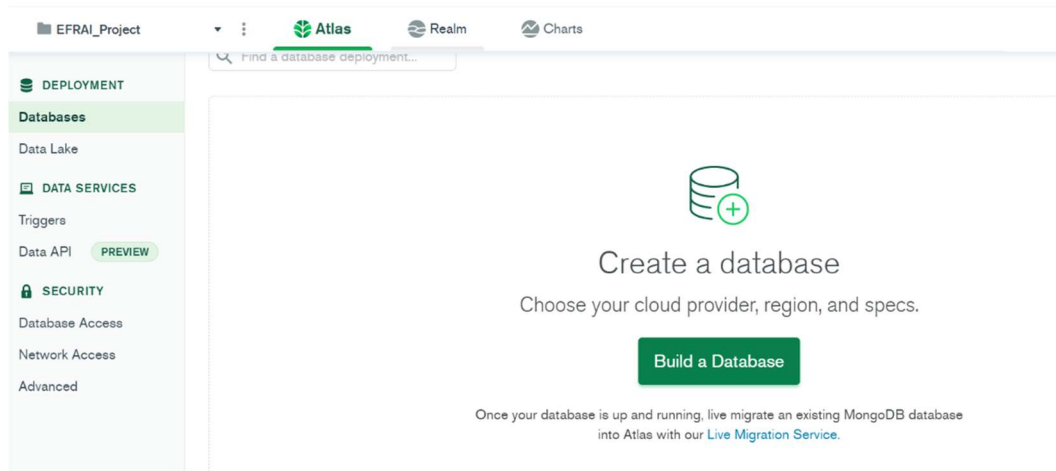 EFRAI_Project
Atlas
Realm
Charts
Find a database deployment...
DEPLOYMENT
Databases
Data Lake
DATA SERVICES
Triggers
Data API PREVIEW
SECURITY
Database Access
Network Access
Advanced
Create a database
Choose your cloud provider, region, and specs.
Build a Database
Once your database is up and running, live migrate an existing MongoDB database
into Atlas with our Live Migration Service.